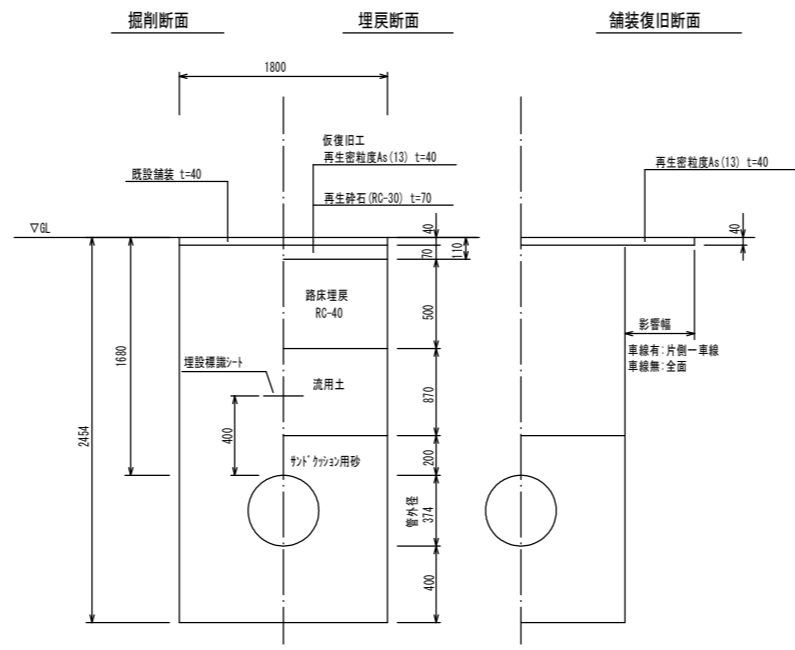 掘削断面
埋戻断面
舗装復旧断面
1800
仮復旧工
再生密粒度As(13) t=40
再生砕石(RC-30) t=70
既設舗装 t=40
再生密粒度As(13) t=40
▽GL
40
70
110
40
路床埋戻
RC-40
500
影響幅
車線有:片側一車線
車線無:全面
1680
埋設標識シート
流用土
870
2454
400
サンドクッション用砂
200
管外径
374
400